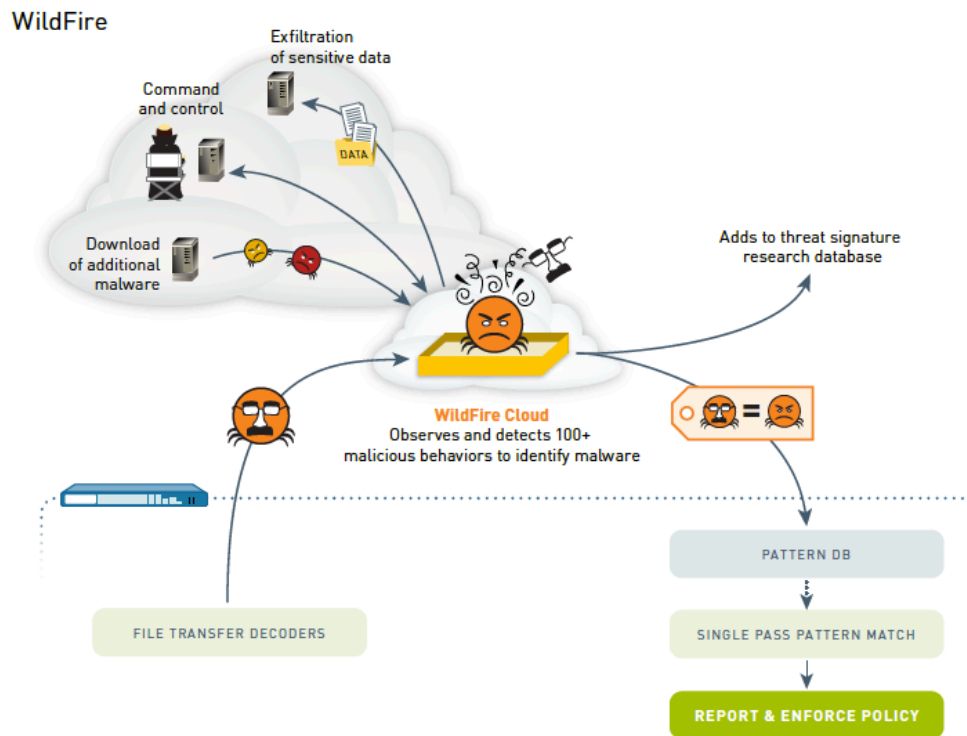 WildFire
Exfiltration
of sensitive data
Command
and control
DATA
Download
of additional
malware
Adds to threat signature
research database
WildFire Cloud
Observes and detects 100+
malicious behaviors to identify malware
=
PATTERN DB
FILE TRANSFER DECODERS
SINGLE PASS PATTERN MATCH
REPORT & ENFORCE POLICY